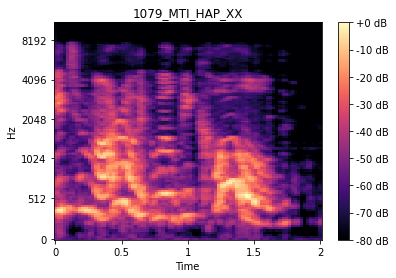 1079_MTI_HAP_XX
+0 dB
8192
-10 dB
4096
-20 dB
-30 dB
2048
Hz
-40 dB
1024
-50 dB
512
-60 dB
-70 dB
0
-80 dB
0
0.5
1
1.5
2
Time